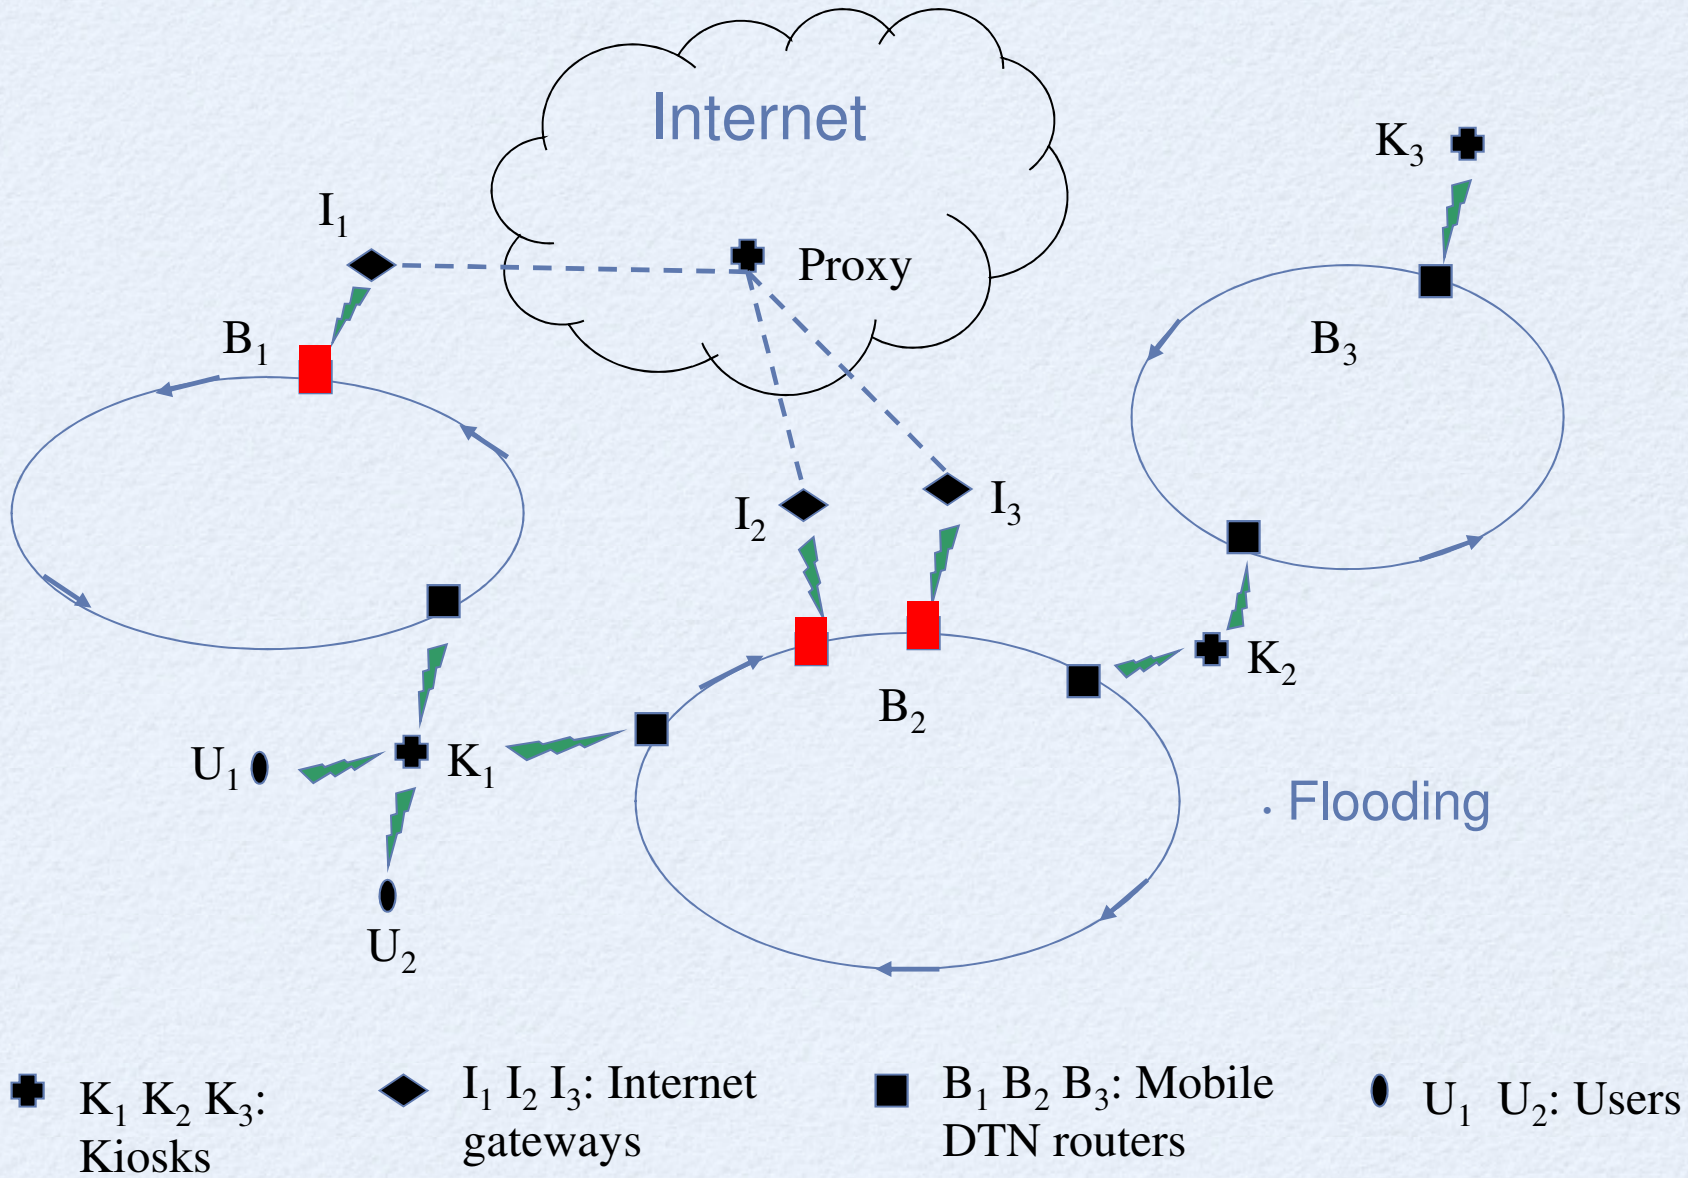 Internet
K₃
I₁
Proxy
B₁
B₃
I₂
I₃
K₂
B₂
U₁
K₁
. Flooding
U₂
K₁ K₂ K₃:
Kiosks
I₁ I₂ I₃: Internet
gateways
B₁ B₂ B₃: Mobile
DTN routers
U₁ U₂: Users